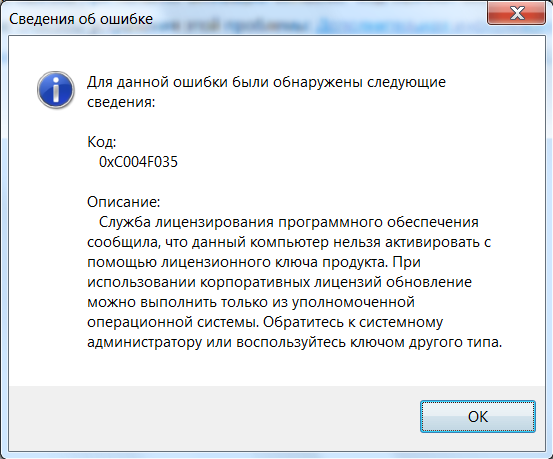 Сведения об ошибке
Для данной ошибки были обнаружены следующие
сведения:
Код:
0xC004F035
Описание:
Служба лицензирования программного обеспечения
сообщила, что данный компьютер нельзя активировать с
помощью лицензионного ключа продукта. При
использовании корпоративных лицензий обновление
можно выполнить только из уполномоченной
операционной системы. Обратитесь к системному
администратору или воспользуйтесь ключом другого типа.
ОК